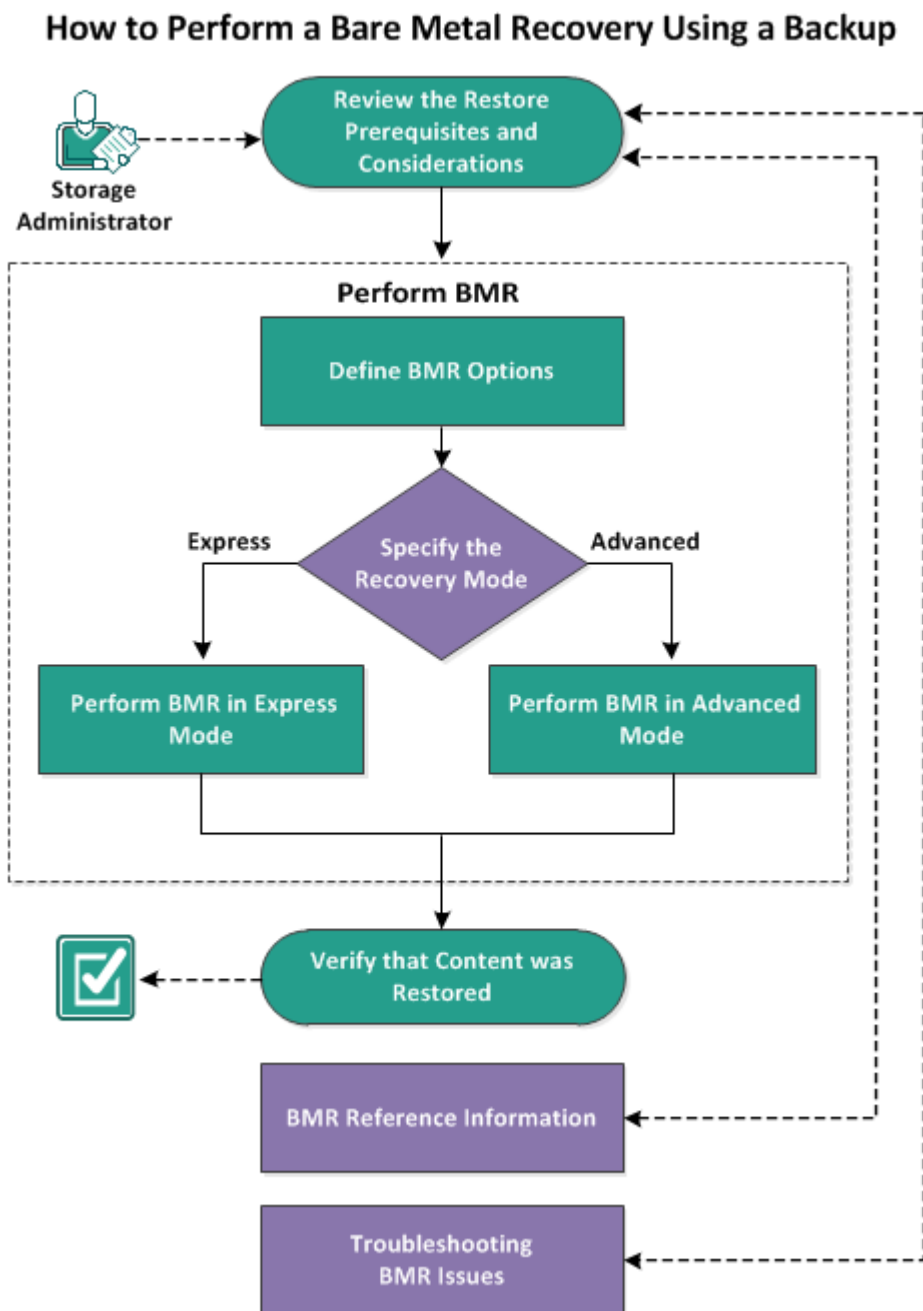 How to Perform a Bare Metal Recovery Using a Backup
Review the Restore
Prerequisites and
Considerations
Storage
Administrator
Perform BMR
Define BMR Options
Express
Specify the
Recovery Mode
Advanced
Perform BMR in Express
Mode
Perform BMR in Advanced
Mode
Verify that Content was
Restored
BMR Reference Information
Troubleshooting
BMR Issues